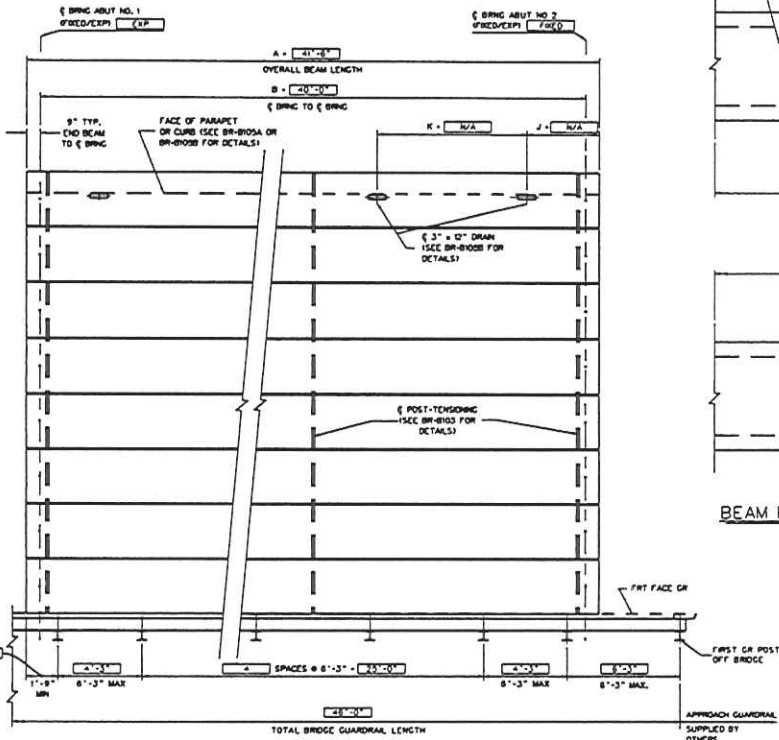 ℄ BRNG ABUT NO. 1
(FIXED/EXP) EXP
℄ BRNG ABUT NO 2
(FIXED/EXP) FIXED
A = 41'-6"
OVERALL BEAM LENGTH
B = 40'-0"
℄ BRNG TO ℄ BRNG
9" TYP.
END BEAM
TO ℄ BRNG
FACE OF PARAPET
OR CURB (SEE BR-B105A OR
BR-B105B FOR DETAILS)
K = N/A
J = N/A
℄ 3" x 12" DRAIN
(SEE BR-B105B FOR
DETAILS)
℄ POST-TENSIONING
(SEE BR-B103 FOR
DETAILS)
BEAM
FRT FACE GR
FIRST GR POST
OFF BRIDGE
1'-9"
MIN
4'-3"
6'-3" MAX
4 SPACES @ 6'-3" = 25'-0"
4'-3"
6'-3" MAX
6'-3"
6'-3" MAX.
46'-0"
TOTAL BRIDGE GUARDRAIL LENGTH
APPROACH GUARDRAIL
SUPPLIED BY
OTHERS